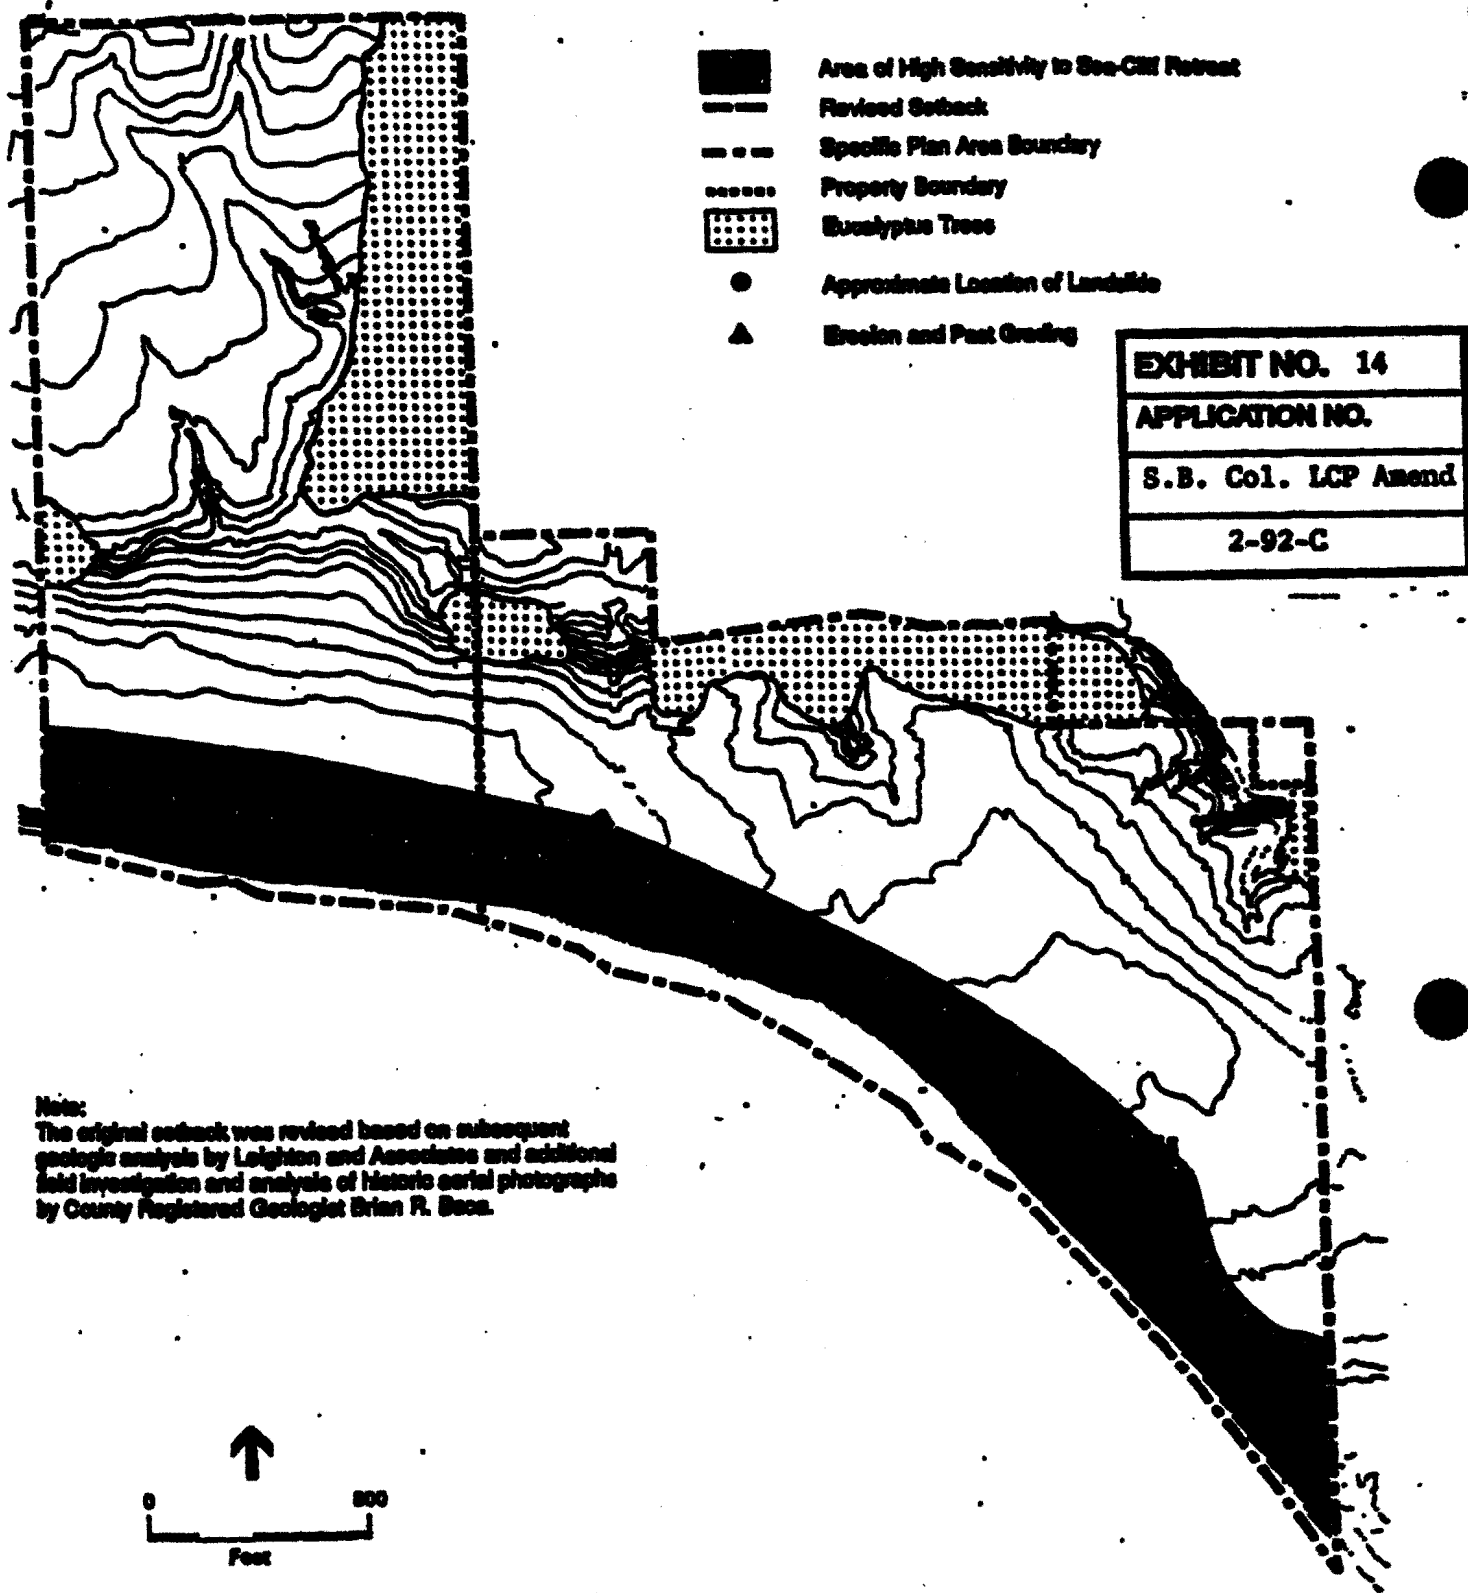 Area of High Sensitivity to Sea-Cliff Retreat
Revised Setback
Specific Plan Area Boundary
Property Boundary
Eucalyptus Trees
Approximate Location of Landslide
Erosion and Past Grading
EXHIBIT NO. 14
APPLICATION NO.
S.B. Col. LCP Amend
2-92-C
Note:
The original setback was revised based on subsequent
geologic analysis by Leighton and Associates and additional
field investigation and analysis of historic aerial photographs
by County Registered Geologist Brian R. Baca.
0
800
Feet